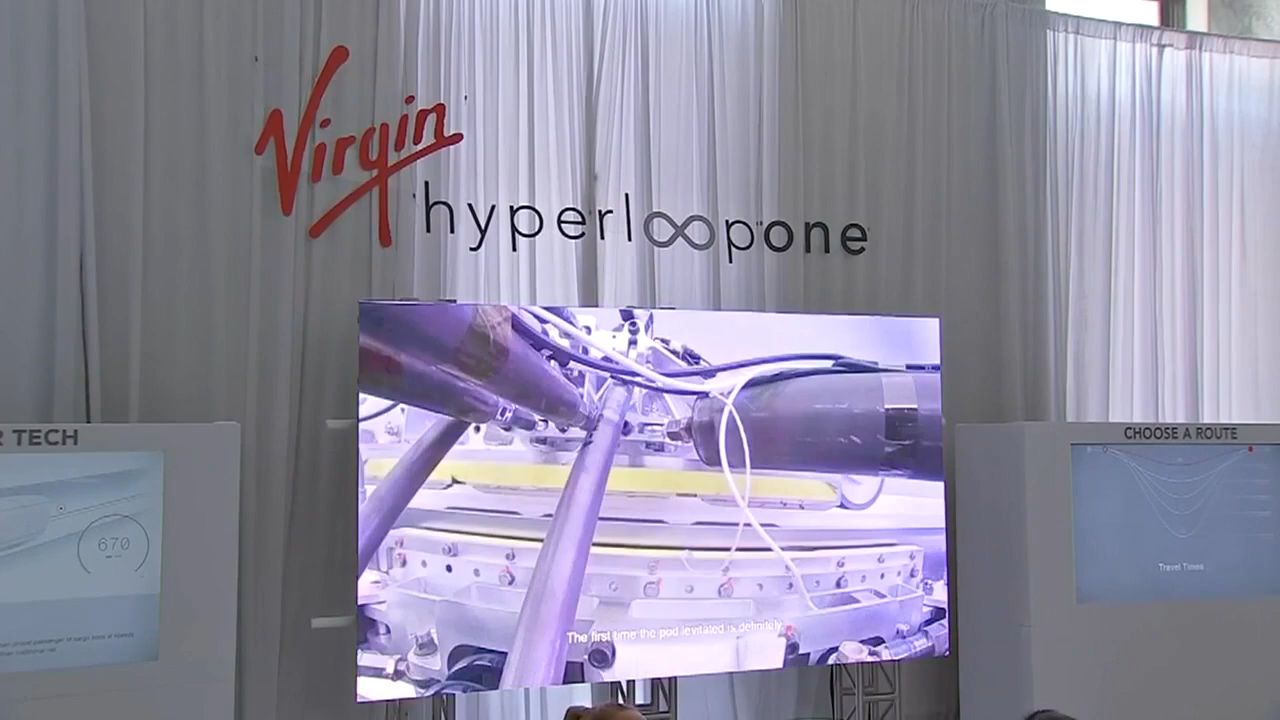 Virgin
hyperloopone
R TECH
CHOOSE A ROUTE
670
Travel Times
The first time the pod levitated is definitely